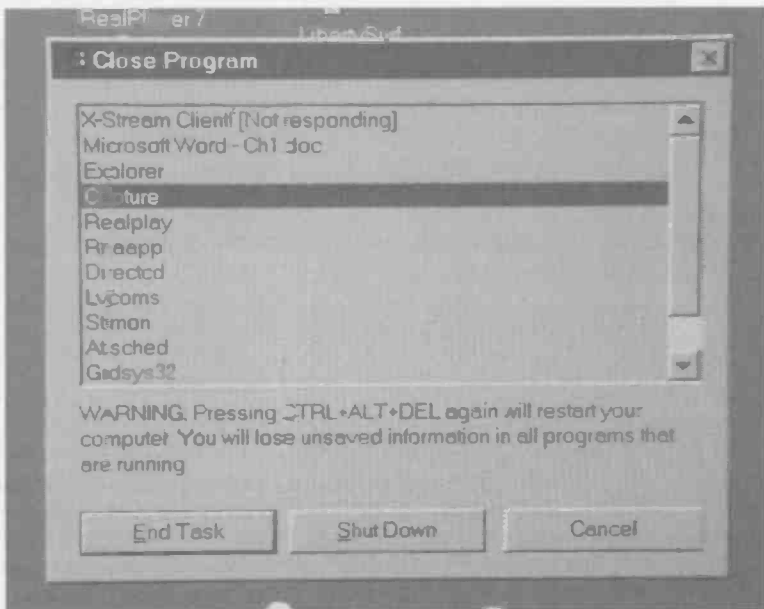 : Close Program
X-Stream Client [Not responding]
Microsoft Word - Ch1 doc
Explorer
Realplay
Rnaapp
Directcd
Lvcoms
Stimon
Atsched
WARNING. Pressing CTRL+ALT+DEL again will restart your
computer You will lose unsaved information in all programs that
are running
End Task
Shut Down
Cancel